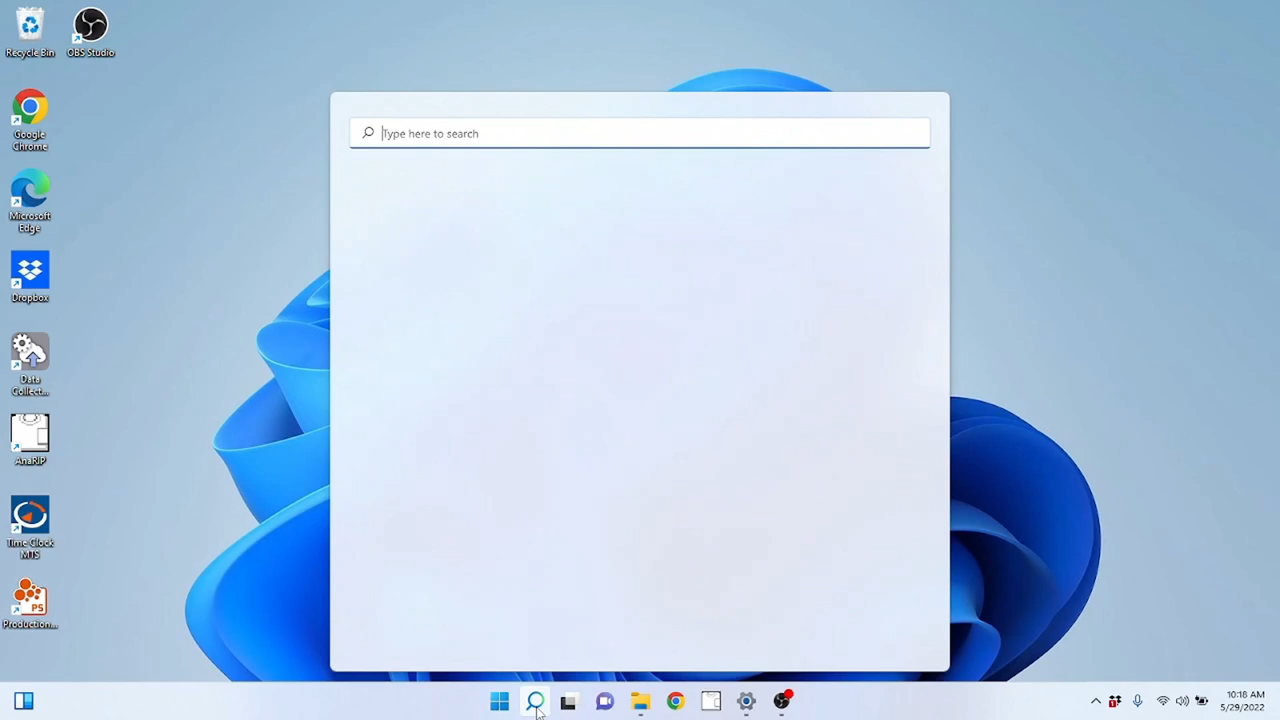 Recycle Bin
OBS Studio
Google
Chrome
Microsoft
Edge
Dropbox
Data
Collect...
AnaRIP
Time Clock
MTS
PS
Production...
Type here to search
10:18 AM
5/29/2022